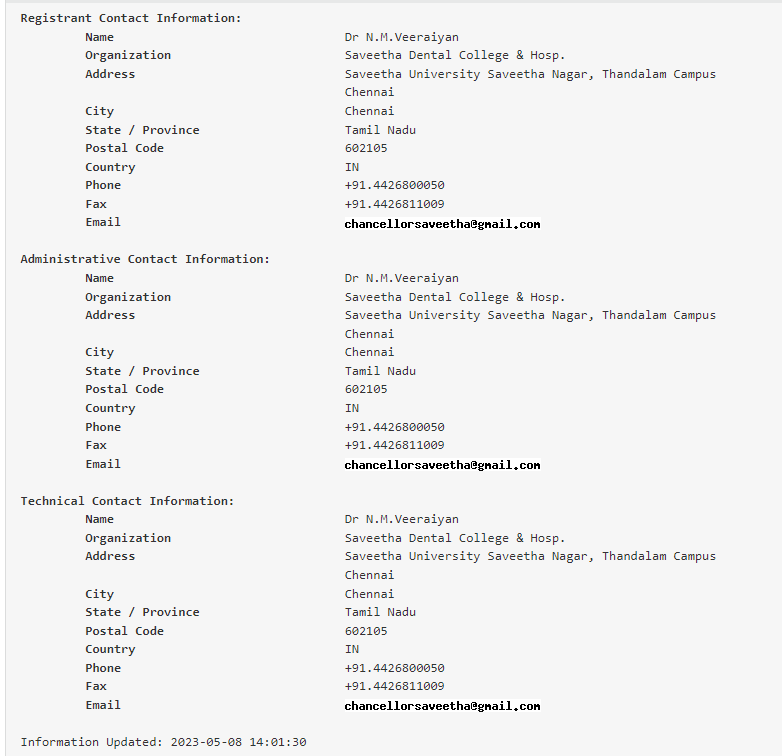 Registrant Contact Information:
Name Dr N.M.Veeraiyan
Organization Saveetha Dental College & Hosp.
Address Saveetha University Saveetha Nagar, Thandalam Campus
Chennai
City Chennai
State / Province Tamil Nadu
Postal Code 602105
Country IN
Phone +91.4426800050
Fax +91.4426811009
Email chancellorsaveetha@gmail.com
Administrative Contact Information:
Name Dr N.M.Veeraiyan
Organization Saveetha Dental College & Hosp.
Address Saveetha University Saveetha Nagar, Thandalam Campus
Chennai
City Chennai
State / Province Tamil Nadu
Postal Code 602105
Country IN
Phone +91.4426800050
Fax +91.4426811009
Email chancellorsaveetha@gmail.com
Technical Contact Information:
Name Dr N.M.Veeraiyan
Organization Saveetha Dental College & Hosp.
Address Saveetha University Saveetha Nagar, Thandalam Campus
Chennai
City Chennai
State / Province Tamil Nadu
Postal Code 602105
Country IN
Phone +91.4426800050
Fax +91.4426811009
Email chancellorsaveetha@gmail.com
Information Updated: 2023-05-08 14:01:30